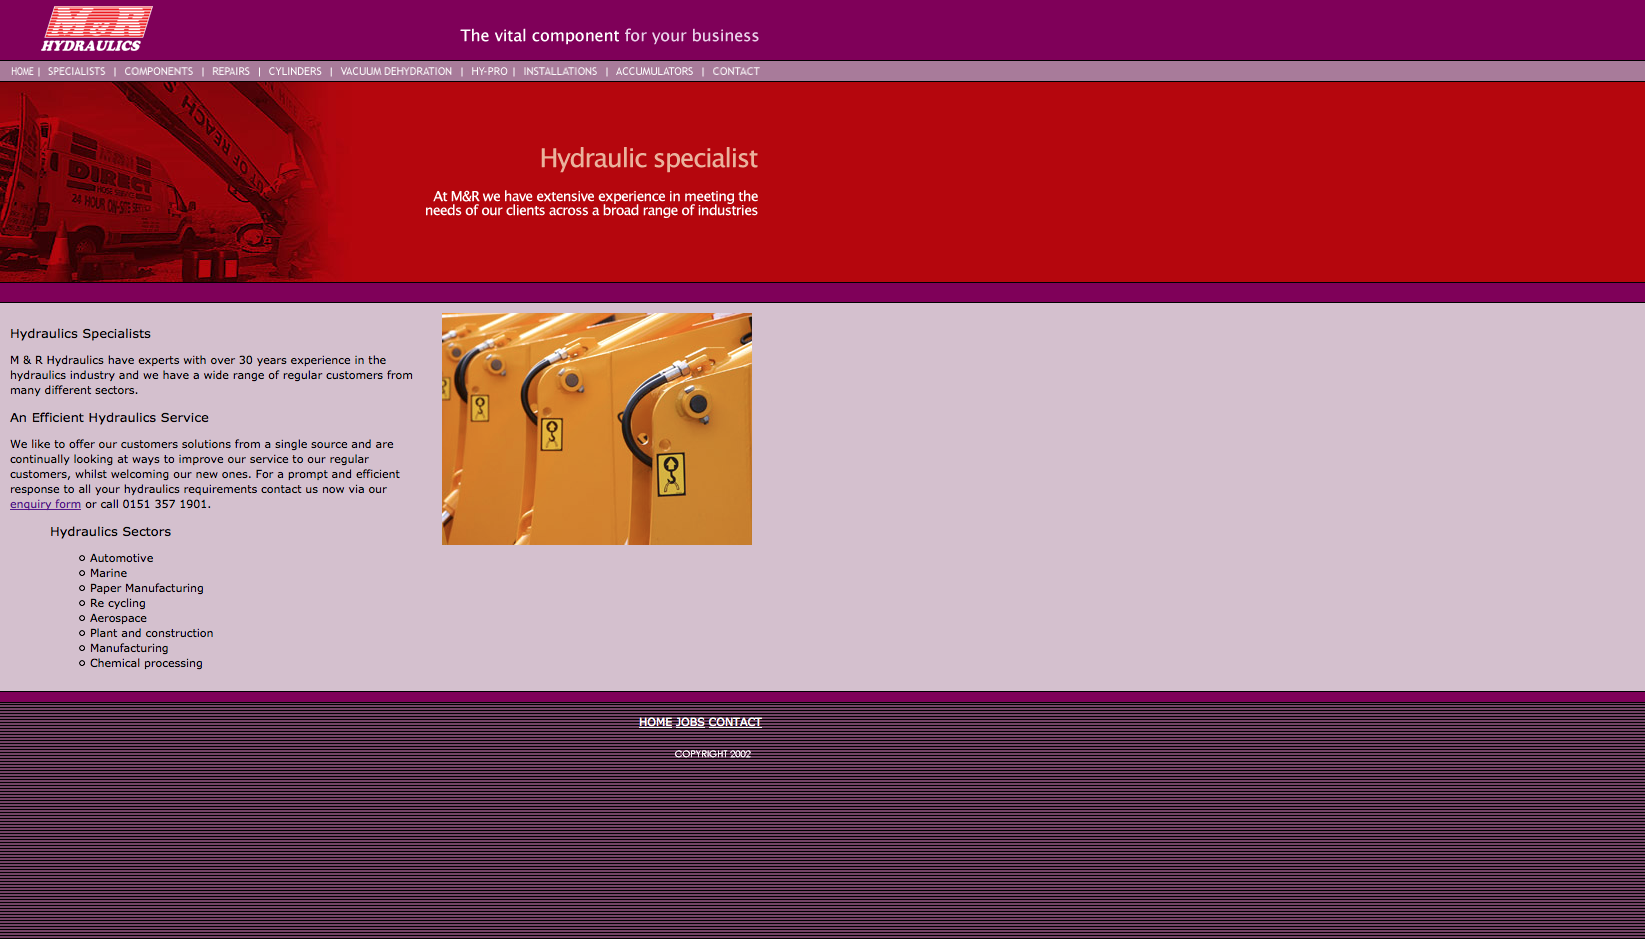 M&R
HYDRAULICS
The vital component for your business
HOME | SPECIALISTS | COMPONENTS | REPAIRS | CYLINDERS | VACUUM DEHYDRATION | HY-PRO | INSTALLATIONS | ACCUMULATORS | CONTACT
OUT OF REACH
DIRECT
24 HOUR ON-SITE
Hydraulic specialist
At M&R we have extensive experience in meeting the
needs of our clients across a broad range of industries
Hydraulics Specialists
M & R Hydraulics have experts with over 30 years experience in the
hydraulics industry and we have a wide range of regular customers from
many different sectors.
An Efficient Hydraulics Service
We like to offer our customers solutions from a single source and are
continually looking at ways to improve our service to our regular
customers, whilst welcoming our new ones. For a prompt and efficient
response to all your hydraulics requirements contact us now via our
enquiry form or call 0151 357 1901.
Hydraulics Sectors
Automotive
Marine
Paper Manufacturing
Re cycling
Aerospace
Plant and construction
Manufacturing
Chemical processing
HOME JOBS CONTACT
COPYRIGHT 2002